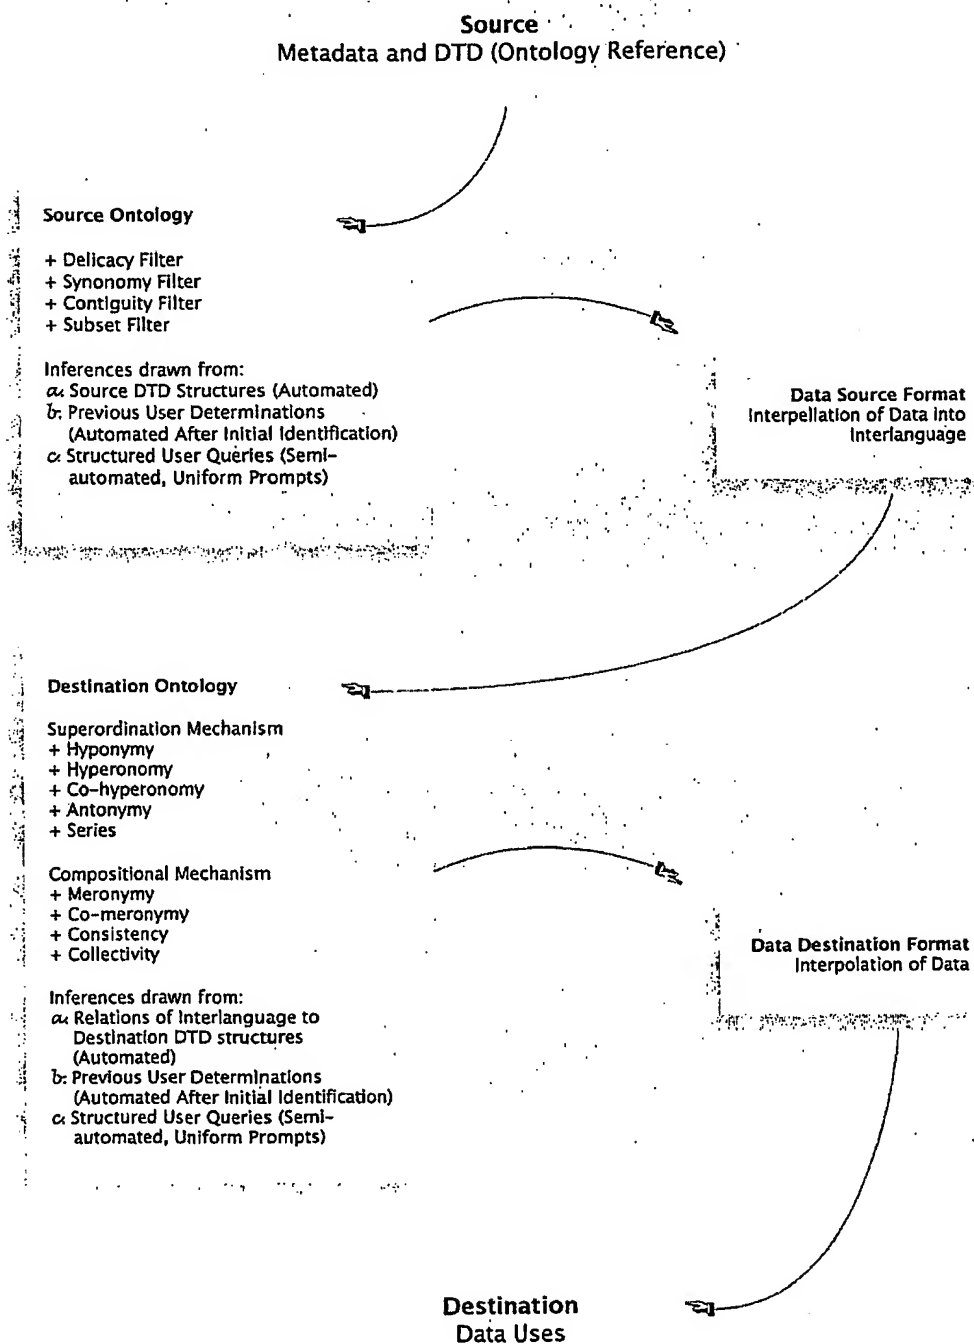 Source
Metadata and DTD (Ontology Reference)
Source Ontology
+ Delicacy Filter
+ Synonomy Filter
+ Contiguity Filter
+ Subset Filter
Inferences drawn from:
a: Source DTD Structures (Automated)
b: Previous User Determinations
(Automated After Initial Identification)
c: Structured User Queries (Semi-
automated, Uniform Prompts)
Data Source Format
Interpellation of Data into
Interlanguage
Destination Ontology
Superordination Mechanism
+ Hyponymy
+ Hyperonomy
+ Co-hyperonomy
+ Antonymy
+ Series
Compositional Mechanism
+ Meronymy
+ Co-meronymy
+ Consistency
+ Collectivity
Inferences drawn from:
a: Relations of Interlanguage to
Destination DTD structures
(Automated)
b: Previous User Determinations
(Automated After Initial Identification)
c: Structured User Queries (Semi-
automated, Uniform Prompts)
Data Destination Format
Interpolation of Data
Destination
Data Uses